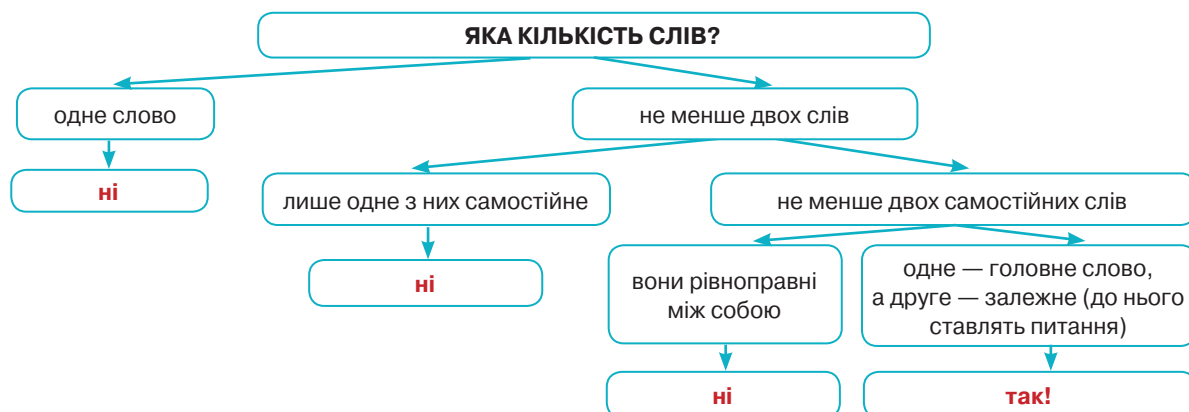 ЯКА КІЛЬКІСТЬ СЛІВ?
одне слово
не менше двох слів
ні
лише одне з них самостійне
не менше двох самостійних слів
ні
вони рівноправні
між собою
одне — головне слово,
а друге — залежне (до нього
ставлять питання)
ні
так!